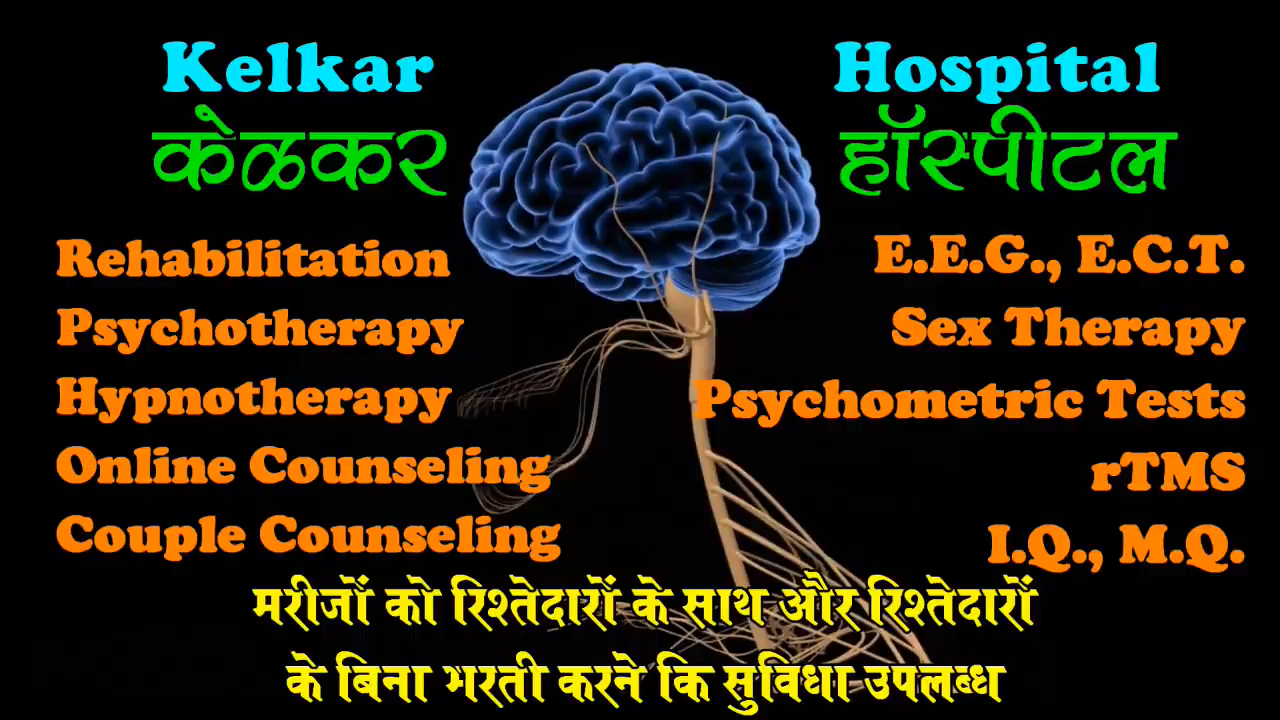 Kelkar Hospital
केळकर हॉस्पीटल
Rehabilitation
Psychotherapy
Hypnotherapy
Online Counseling
Couple Counseling
E.E.G., E.C.T.
Sex Therapy
Psychometric Tests
rTMS
I.Q., M.Q.
मरीजों को रिश्तेदारों के साथ और रिश्तेदारों
के बिना भरती करने कि सुविधा उपलब्ध